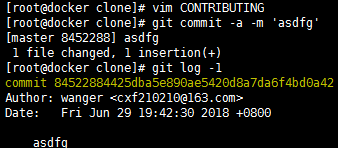 [root@docker clone]# vim CONTRIBUTING
[root@docker clone]# git commit -a -m 'asdfg'
[master 8452288] asdfg
 1 file changed, 1 insertion(+)
[root@docker clone]# git log -1
commit 84522884425dba5e890ae5420d8a7da6f4bd0a42
Author: wanger <cxf210210@163.com>
Date:   Fri Jun 29 19:42:30 2018 +0800

    asdfg